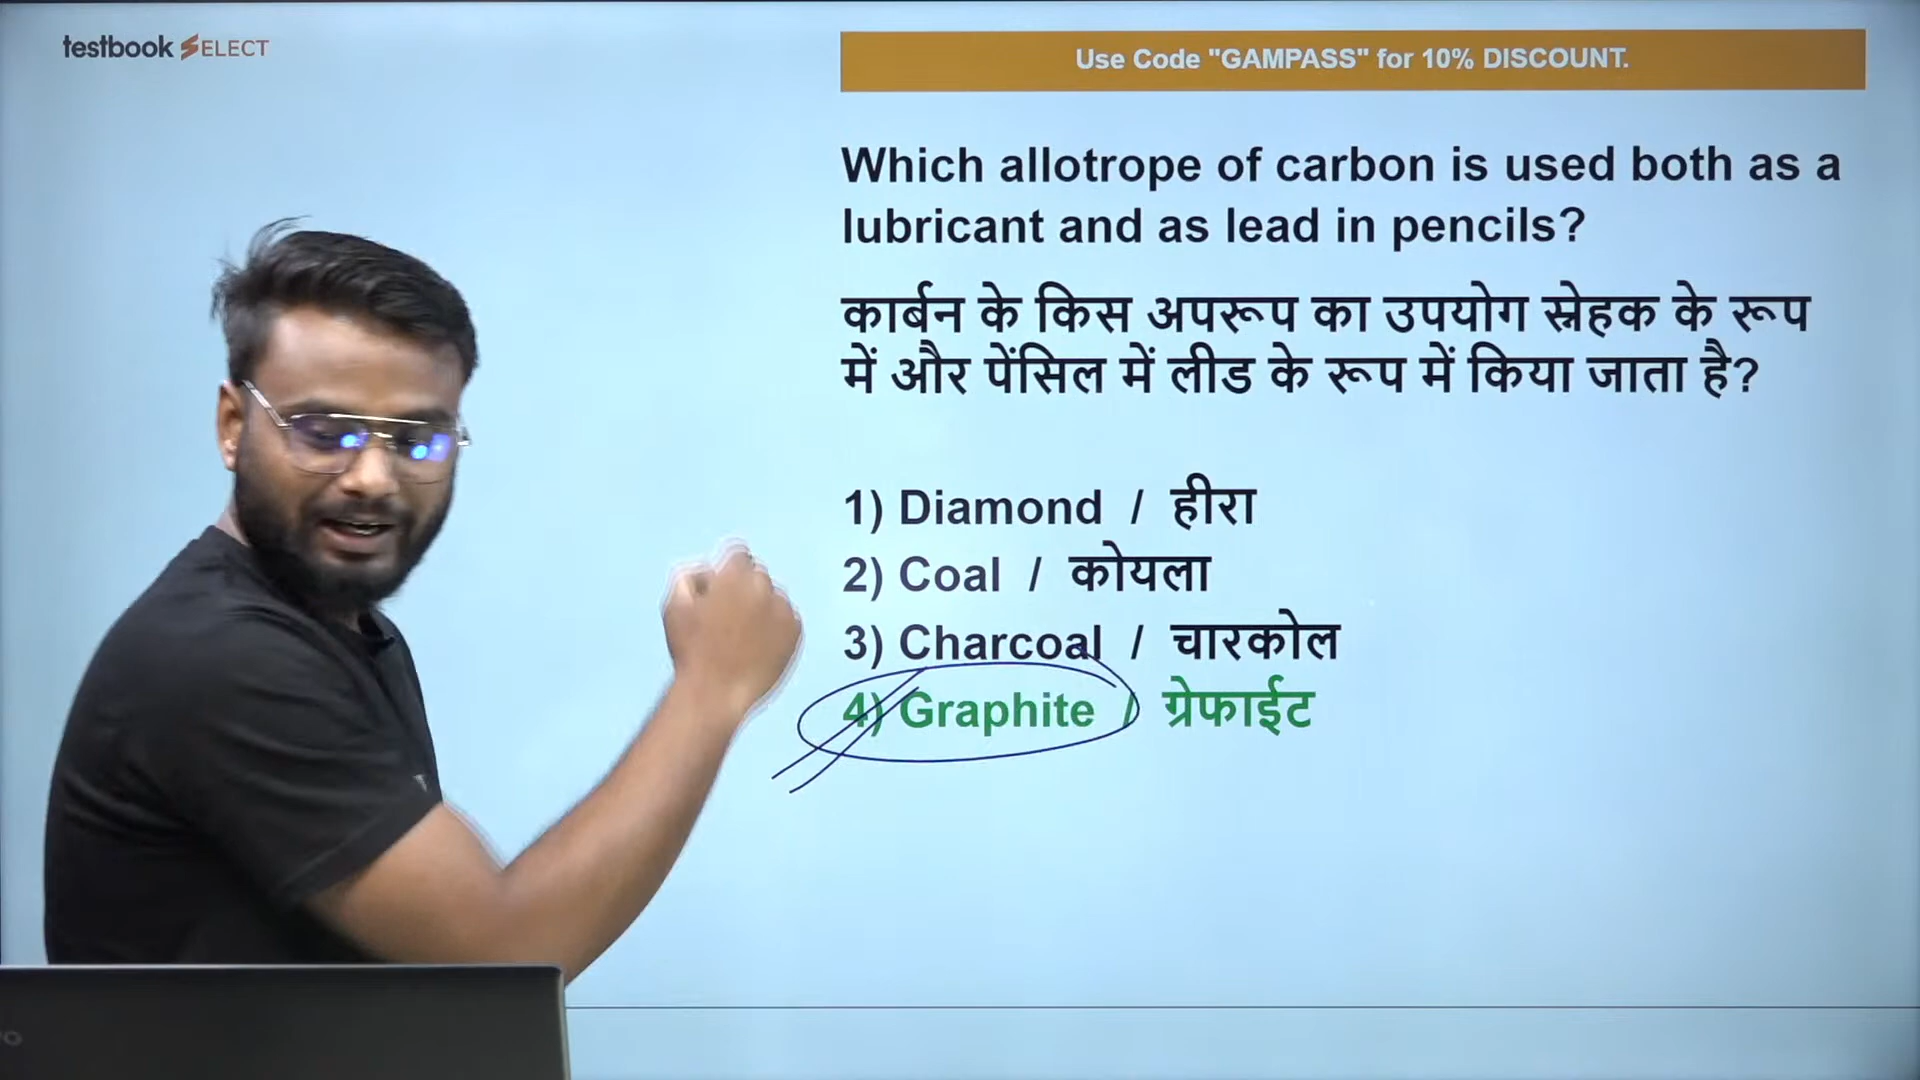 testbook SELECT
Use Code "GAMPASS" for 10% DISCOUNT.
Which allotrope of carbon is used both as a
lubricant and as lead in pencils?
कार्बन के किस अपरूप का उपयोग स्नेहक के रूप
में और पेंसिल में लीड के रूप में किया जाता है?
1) Diamond / हीरा
2) Coal / कोयला
3) Charcoal / चारकोल
4) Graphite / ग्रेफाईट